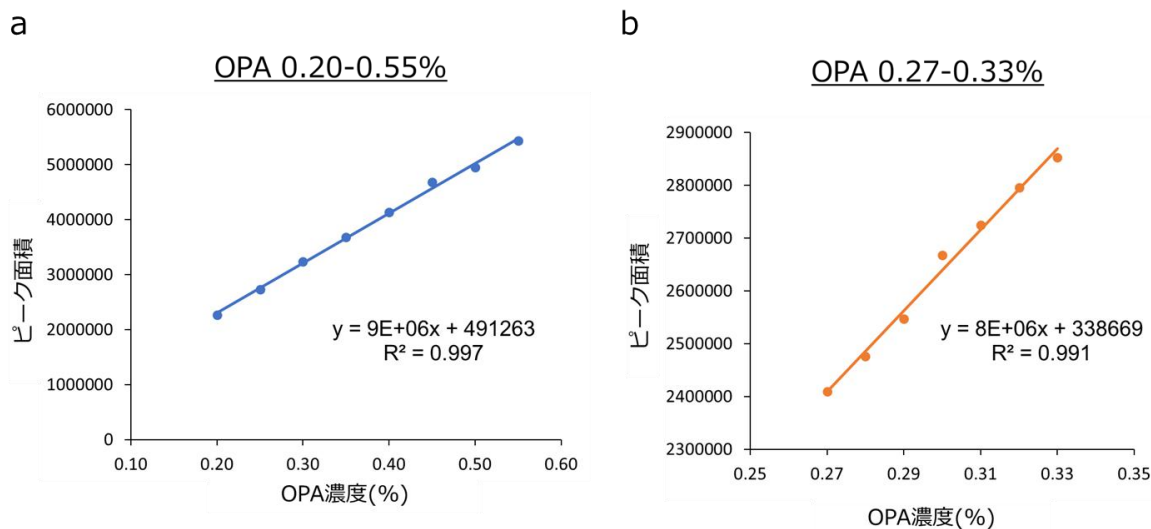 a
OPA 0.20-0.55%
6000000
5000000
4000000
3000000
2000000
1000000
0
ピーク面積
y = 9E+06x + 491263
R² = 0.997
0.10 0.20 0.30 0.40 0.50 0.60
OPA濃度(%)
b
OPA 0.27-0.33%
2900000
2800000
2700000
2600000
2500000
2400000
2300000
ピーク面積
y = 8E+06x + 338669
R² = 0.991
0.25 0.27 0.29 0.31 0.33 0.35
OPA濃度(%)